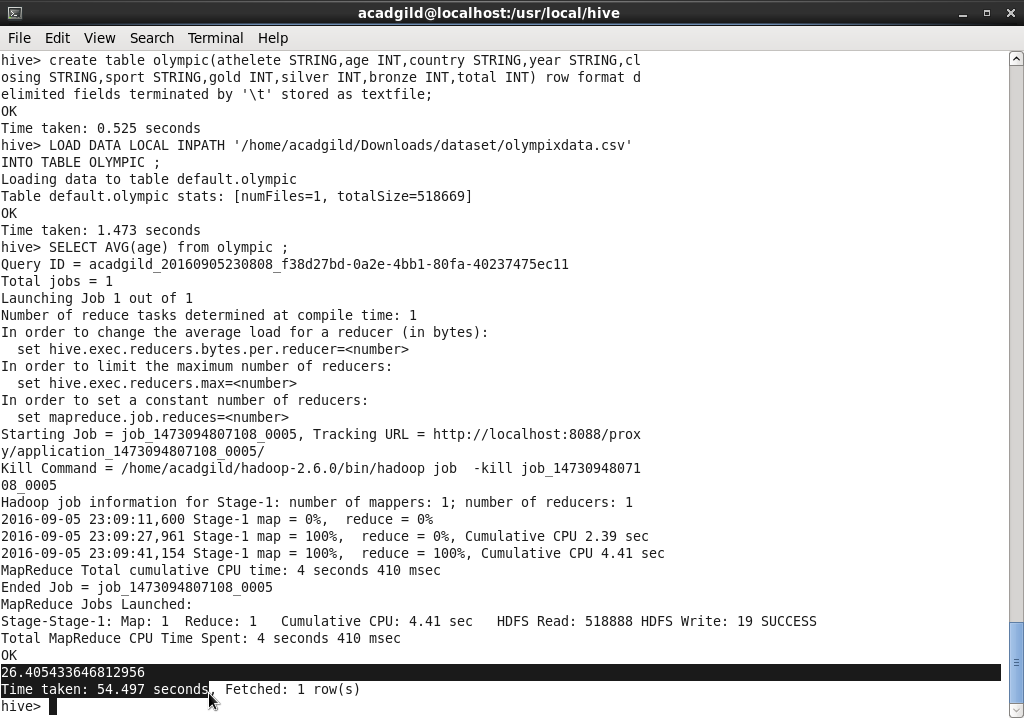 acadgild@localhost:/usr/local/hive
File Edit View Search Terminal Help
hive> create table olympic(athelete STRING,age INT,country STRING,year STRING,cl
osing STRING,sport STRING,gold INT,silver INT,bronze INT,total INT) row format d
elimited fields terminated by '\t' stored as textfile;
OK
Time taken: 0.525 seconds
hive> LOAD DATA LOCAL INPATH '/home/acadgild/Downloads/dataset/olympixdata.csv'
INTO TABLE OLYMPIC ;
Loading data to table default.olympic
Table default.olympic stats: [numFiles=1, totalSize=518669]
OK
Time taken: 1.473 seconds
hive> SELECT AVG(age) from olympic ;
Query ID = acadgild_20160905230808_f38d27bd-0a2e-4bb1-80fa-40237475ec11
Total jobs = 1
Launching Job 1 out of 1
Number of reduce tasks determined at compile time: 1
In order to change the average load for a reducer (in bytes):
  set hive.exec.reducers.bytes.per.reducer=<number>
In order to limit the maximum number of reducers:
  set hive.exec.reducers.max=<number>
In order to set a constant number of reducers:
  set mapreduce.job.reduces=<number>
Starting Job = job_1473094807108_0005, Tracking URL = http://localhost:8088/prox
y/application_1473094807108_0005/
Kill Command = /home/acadgild/hadoop-2.6.0/bin/hadoop job  -kill job_14730948071
08_0005
Hadoop job information for Stage-1: number of mappers: 1; number of reducers: 1
2016-09-05 23:09:11,600 Stage-1 map = 0%,  reduce = 0%
2016-09-05 23:09:27,961 Stage-1 map = 100%,  reduce = 0%, Cumulative CPU 2.39 sec
2016-09-05 23:09:41,154 Stage-1 map = 100%,  reduce = 100%, Cumulative CPU 4.41 sec
MapReduce Total cumulative CPU time: 4 seconds 410 msec
Ended Job = job_1473094807108_0005
MapReduce Jobs Launched:
Stage-Stage-1: Map: 1  Reduce: 1   Cumulative CPU: 4.41 sec   HDFS Read: 518888 HDFS Write: 19 SUCCESS
Total MapReduce CPU Time Spent: 4 seconds 410 msec
OK
26.405433646812956
Time taken: 54.497 seconds, Fetched: 1 row(s)
hive>